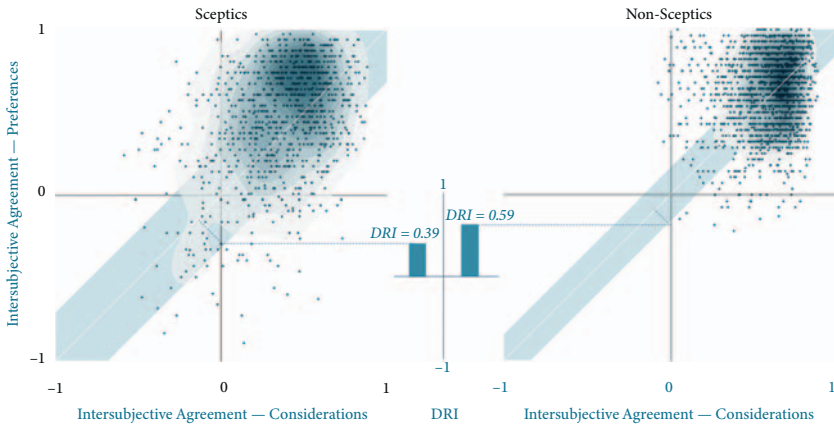 Sceptics
Non-Sceptics
1
Intersubjective Agreement — Preferences
0
–1
–1
0
1
Intersubjective Agreement — Considerations
1
DRI = 0.39
DRI = 0.59
–1
DRI
–1
0
1
Intersubjective Agreement — Considerations